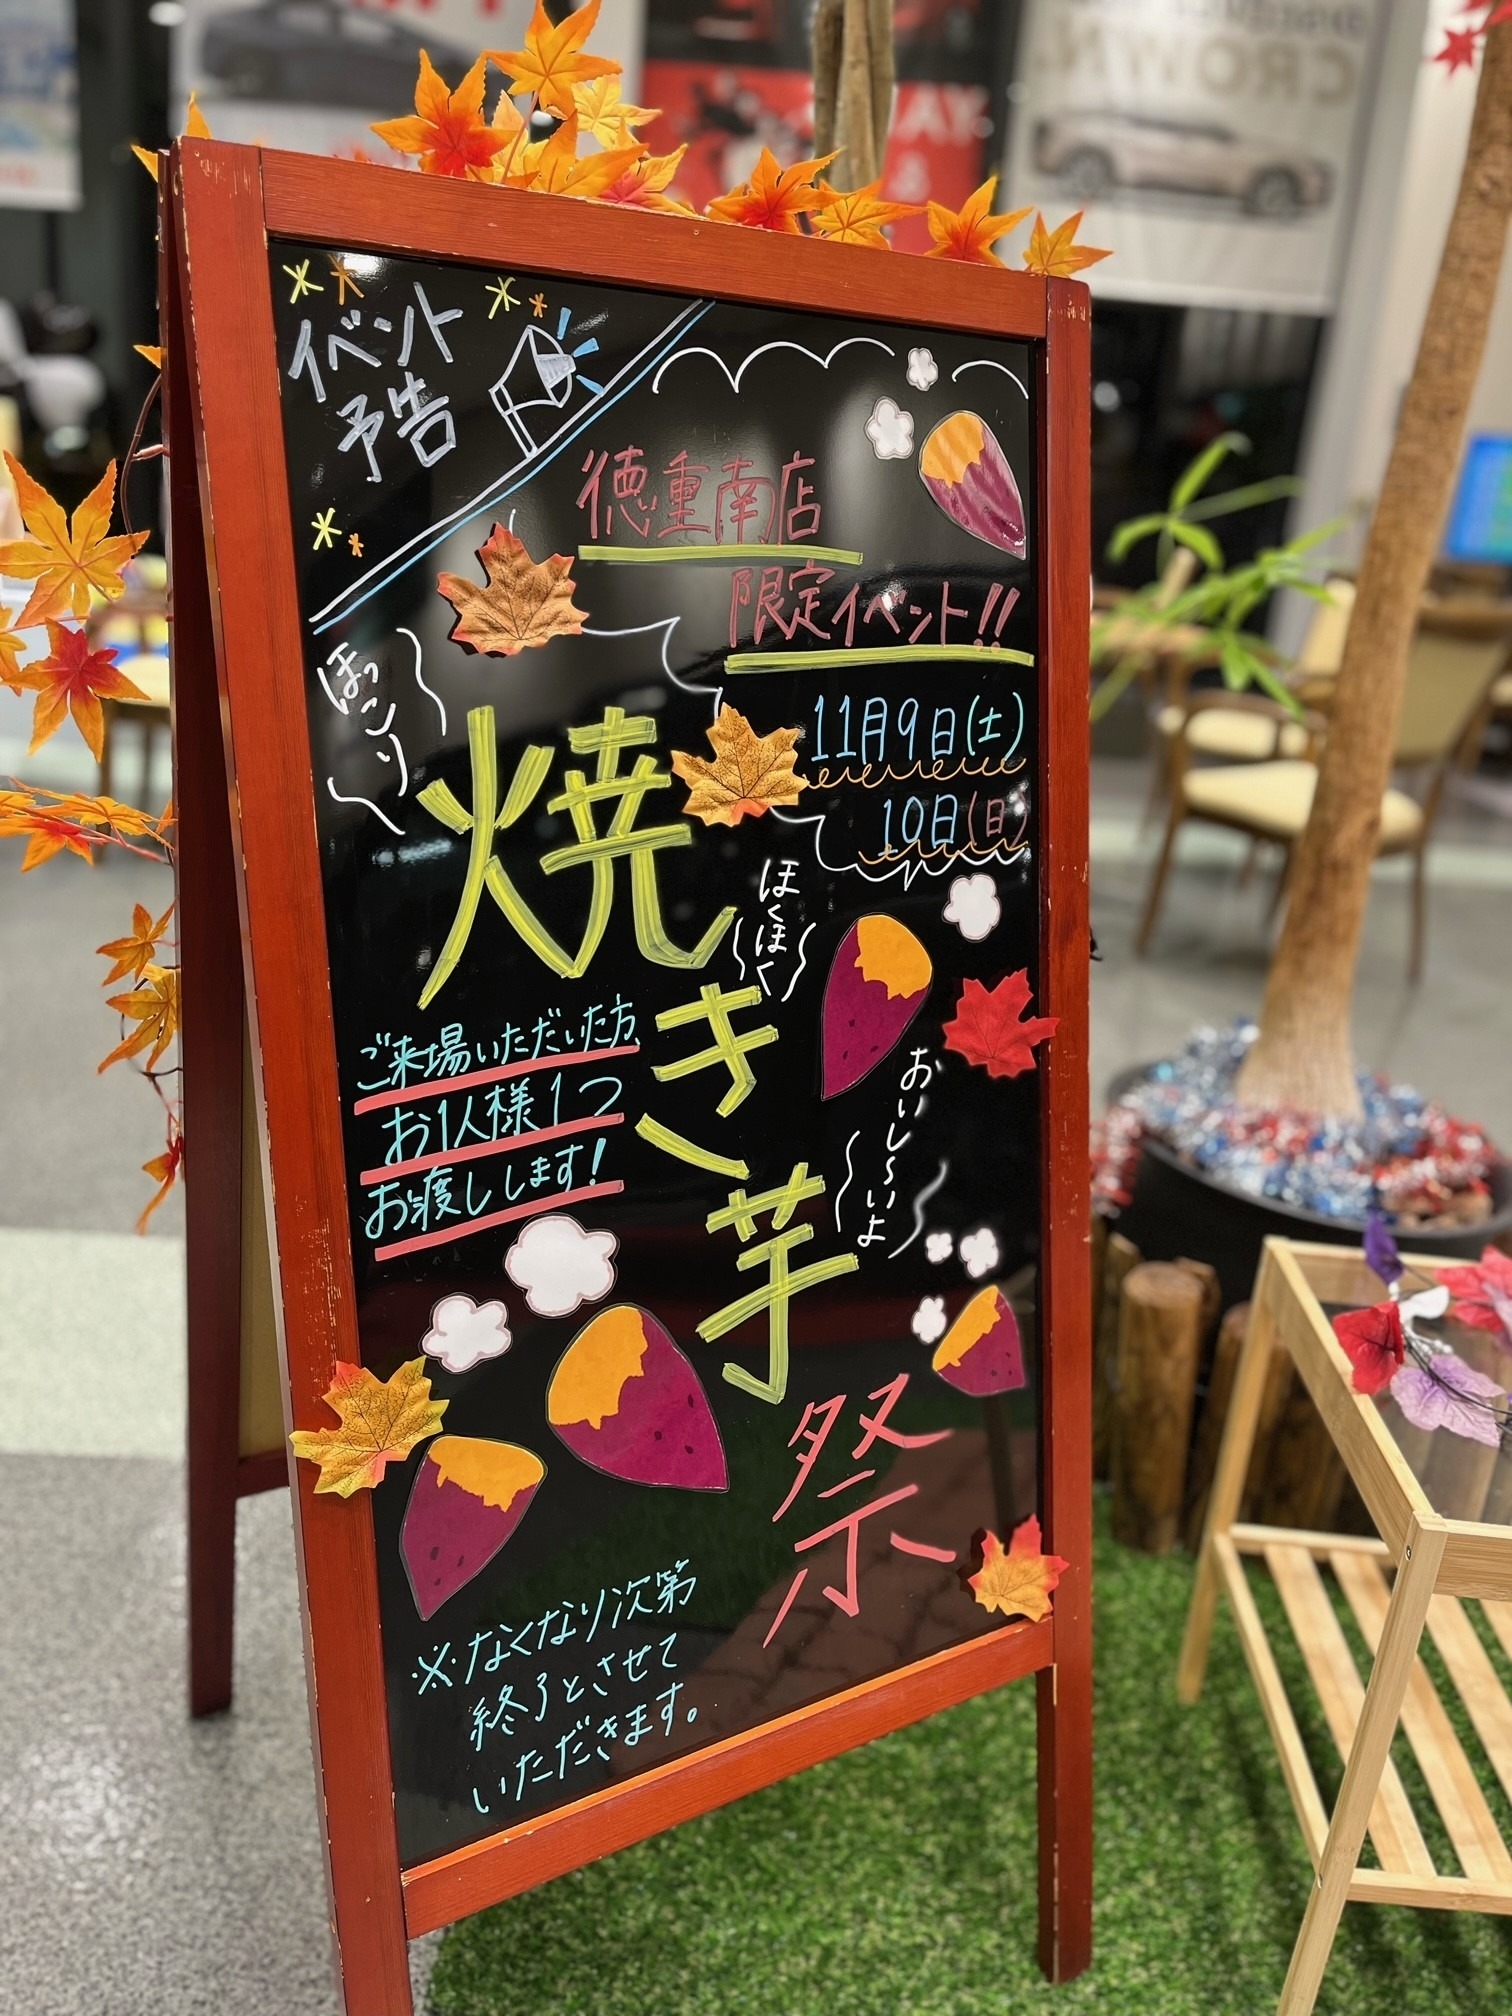 イベント
予告
徳重南店
限定イベント!!
11月9日(土)
10日(日)
ほっこり
焼き芋
祭
ほくほく
おいし〜いよ
ご来場いただいた方、
お1人様1つ
お渡しします!
※なくなり次第
終了とさせて
いただきます。
CROWN